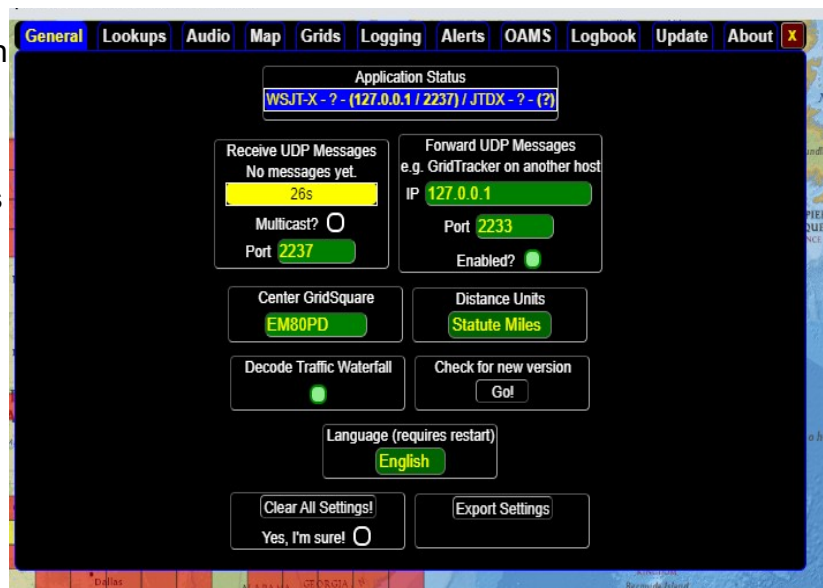 General Lookups Audio Map Grids Logging Alerts OAMS Logbook Update About X
Application Status
WSJT-X - ? - (127.0.0.1 / 2237) / JTDX - ? - (?)
Receive UDP Messages
No messages yet.
26s
Multicast?
Port 2237
Forward UDP Messages
e.g. GridTracker on another host
IP 127.0.0.1
Port 2233
Enabled?
Center GridSquare
EM80PD
Distance Units
Statute Miles
Decode Traffic Waterfall
Check for new version
Go!
Language (requires restart)
English
Clear All Settings!
Yes, I'm sure!
Export Settings
Dallas
GEORGIA